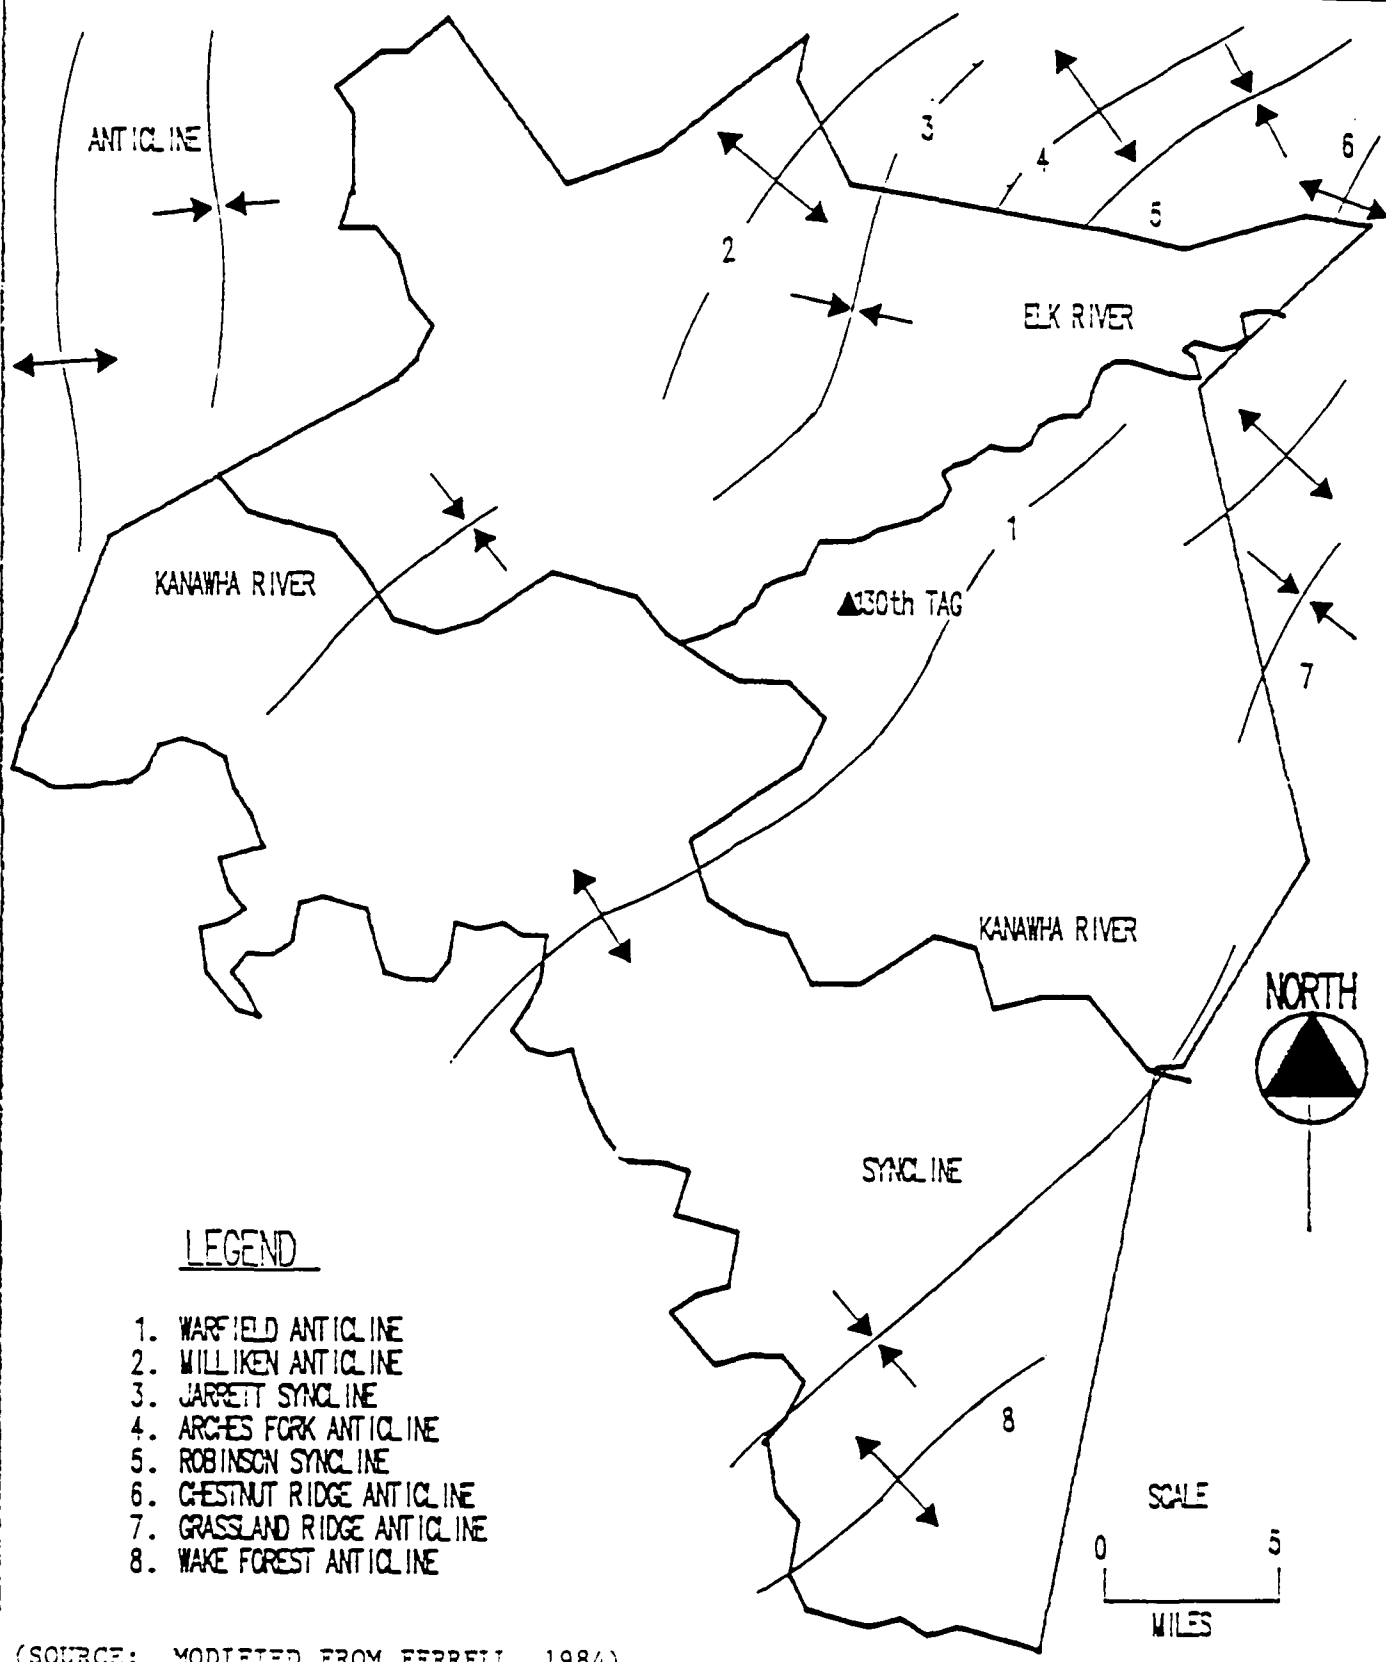 ANTICLINE
3
4
6
5
2
ELK RIVER
1
KANAWHA RIVER
130th TAG
7
KANAWHA RIVER
NORTH
SYNCLINE
LEGEND
1. WARFIELD ANTICLINE
2. MILLIKEN ANTICLINE
3. JARRETT SYNCLINE
4. ARCHES FORK ANTICLINE
5. ROBINSON SYNCLINE
6. CHESTNUT RIDGE ANTICLINE
7. GRASSLAND RIDGE ANTICLINE
8. WAKE FOREST ANTICLINE
8
SCALE
0 5
MILES
(SOURCE: MODIFIED FROM FERRELL, 1984)